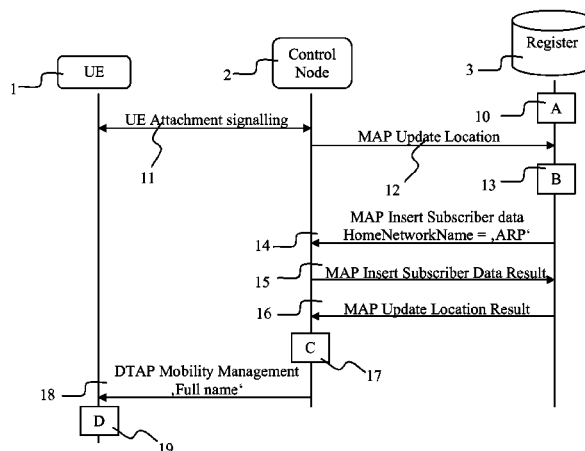 UE
1
Control
Node
2
Register
3
A
10
UE Attachment signalling
11
MAP Update Location
12
B
13
MAP Insert Subscriber data
HomeNetworkName = ‚ARP‘
14
MAP Insert Subscriber Data Result
15
MAP Update Location Result
16
C
17
DTAP Mobility Management
‚Full name‘
18
D
19